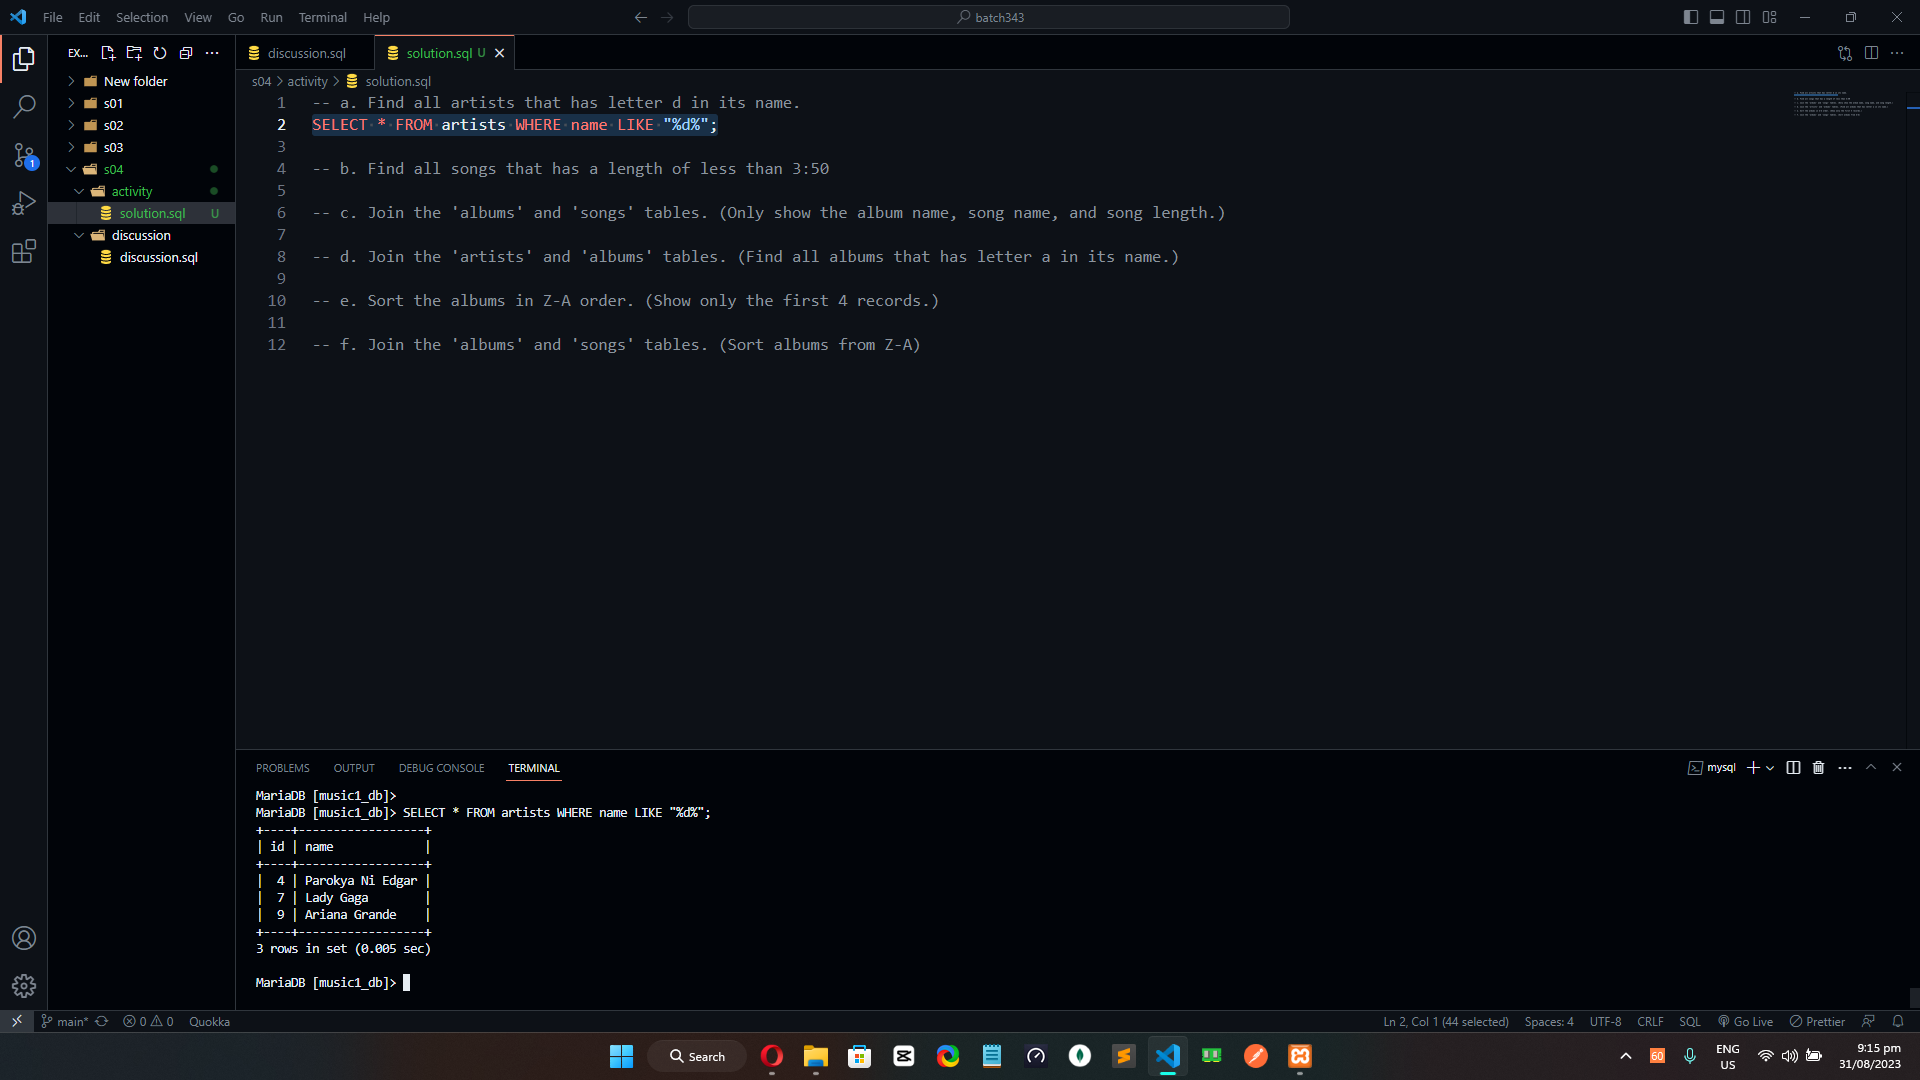 File Edit Selection View Go Run Terminal Help
batch343
EX...
New folder
s01
s02
s03
s04
activity
solution.sql U
discussion
discussion.sql
discussion.sql
solution.sql U
s04 > activity > solution.sql
1 -- a. Find all artists that has letter d in its name.
2 SELECT * FROM artists WHERE name LIKE "%d%";
3
4 -- b. Find all songs that has a length of less than 3:50
5
6 -- c. Join the 'albums' and 'songs' tables. (Only show the album name, song name, and song length.)
7
8 -- d. Join the 'artists' and 'albums' tables. (Find all albums that has letter a in its name.)
9
10 -- e. Sort the albums in Z-A order. (Show only the first 4 records.)
11
12 -- f. Join the 'albums' and 'songs' tables. (Sort albums from Z-A)
PROBLEMS OUTPUT DEBUG CONSOLE TERMINAL
mysql
MariaDB [music1_db]>
MariaDB [music1_db]> SELECT * FROM artists WHERE name LIKE "%d%";
+----+------------------+
| id | name             |
+----+------------------+
|  4 | Parokya Ni Edgar |
|  7 | Lady Gaga        |
|  9 | Ariana Grande    |
+----+------------------+
3 rows in set (0.005 sec)
MariaDB [music1_db]>
1
main* 0 0 Quokka
Ln 2, Col 1 (44 selected) Spaces: 4 UTF-8 CRLF SQL Go Live Prettier
Search
60
ENG
US
9:15 pm
31/08/2023